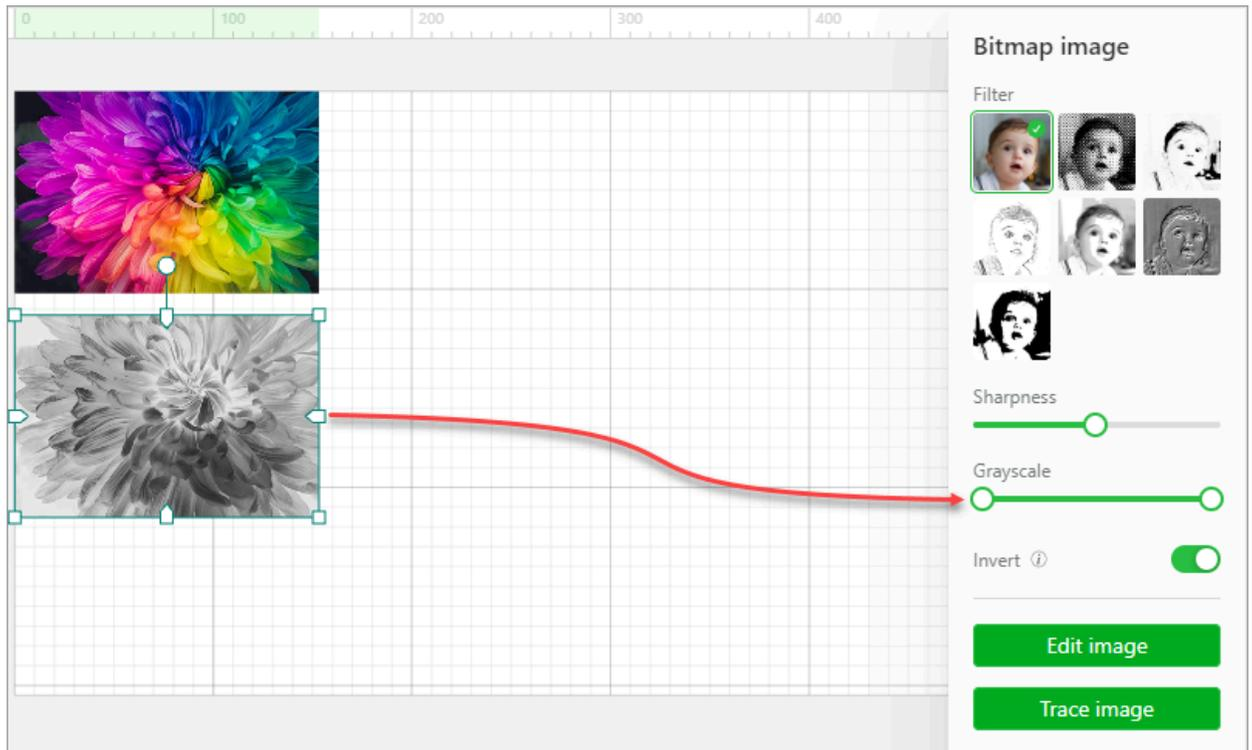 0 100 200 300 400
Bitmap image
Filter
Sharpness
Grayscale
Invert
Edit image
Trace image